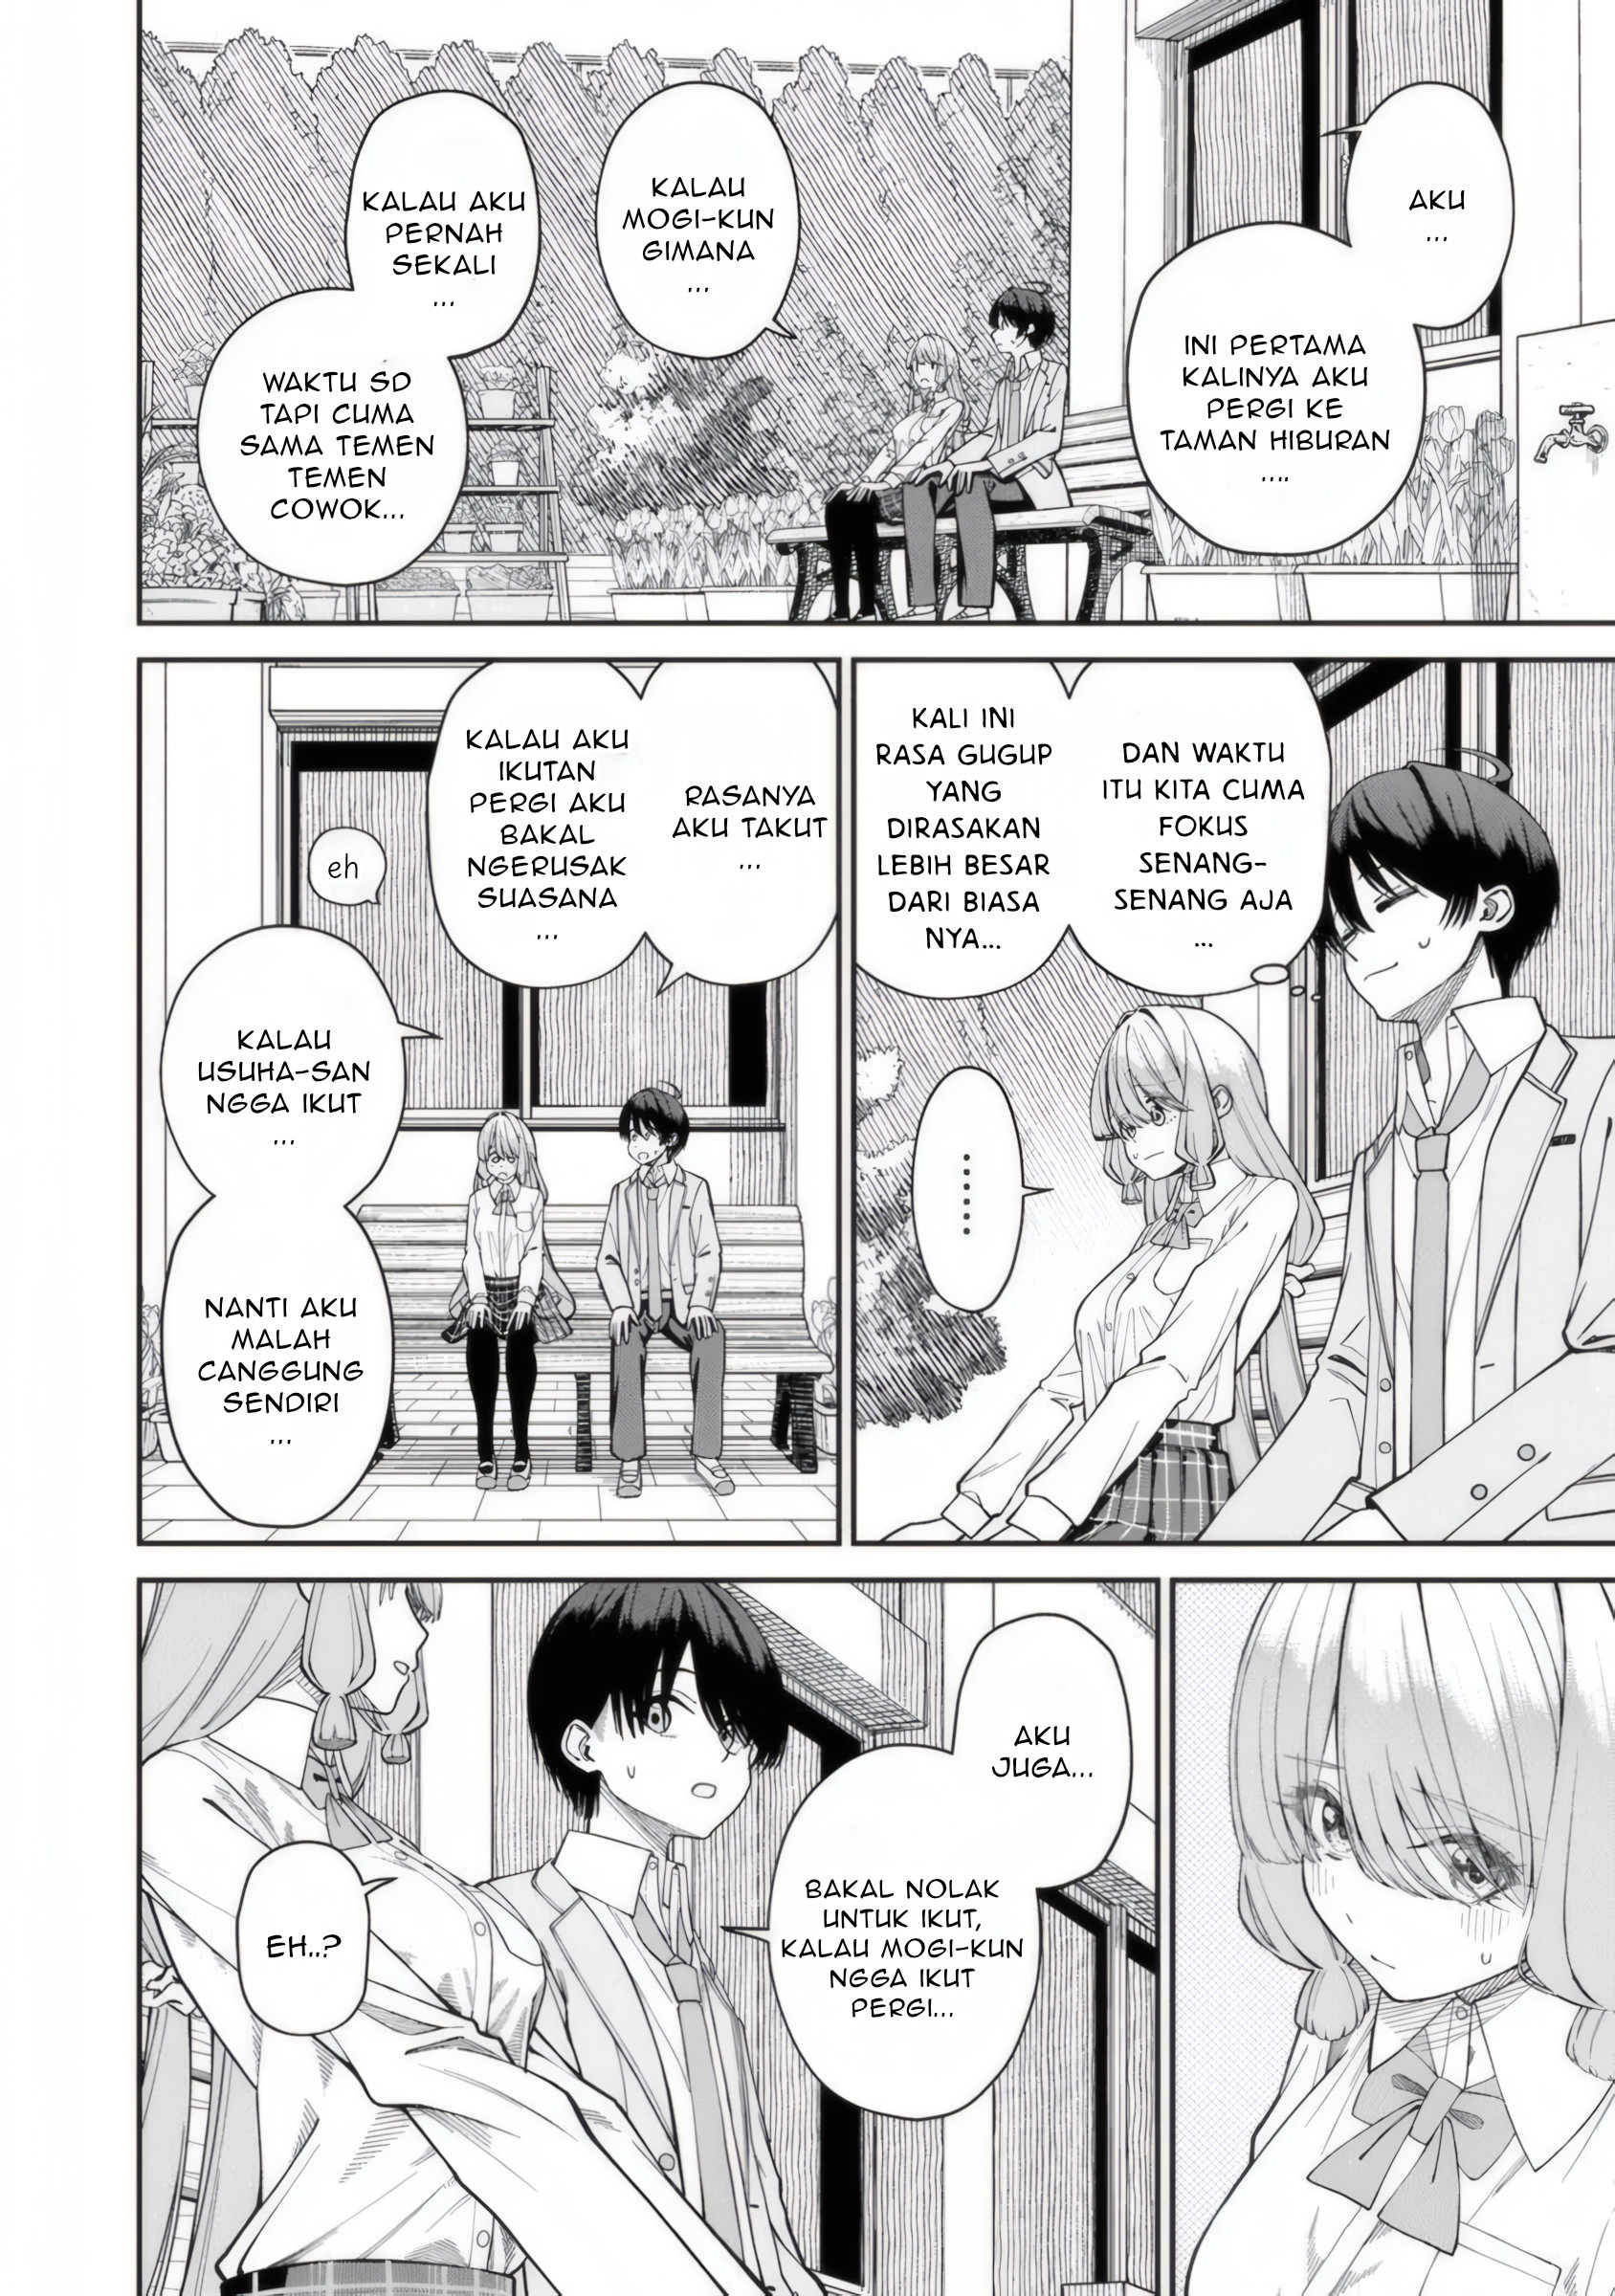 AKU
...
INI PERTAMA
KALINYA AKU
PERGI KE
TAMAN HIBURAN
....
KALAU
MOGI-KUN
GIMANA
...
KALAU AKU
PERNAH
SEKALI
...
WAKTU SD
TAPI CUMA
SAMA TEMEN
TEMEN
COWOK...
DAN WAKTU
ITU KITA CUMA
FOKUS
SENANG-
SENANG AJA
...
KALI INI
RASA GUGUP
YANG
DIRASAKAN
LEBIH BESAR
DARI BIASA
NYA...
.......
RASANYA
AKU TAKUT
...
KALAU AKU
IKUTAN
PERGI AKU
BAKAL
NGERUSAK
SUASANA
...
eh
KALAU
USUHA-SAN
NGGA IKUT
...
NANTI AKU
MALAH
CANGGUNG
SENDIRI
...
AKU
JUGA...
BAKAL NOLAK
UNTUK IKUT,
KALAU MOGI-KUN
NGGA IKUT
PERGI...
EH..?